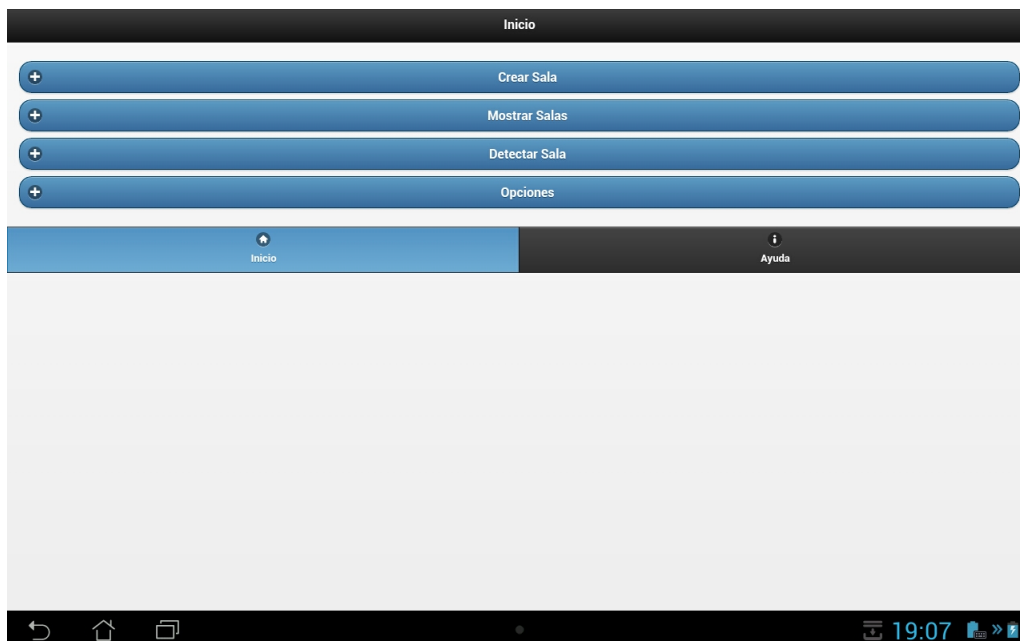 Inicio
Crear Sala
Mostrar Salas
Detectar Sala
Opciones
Inicio
Ayuda
19:07